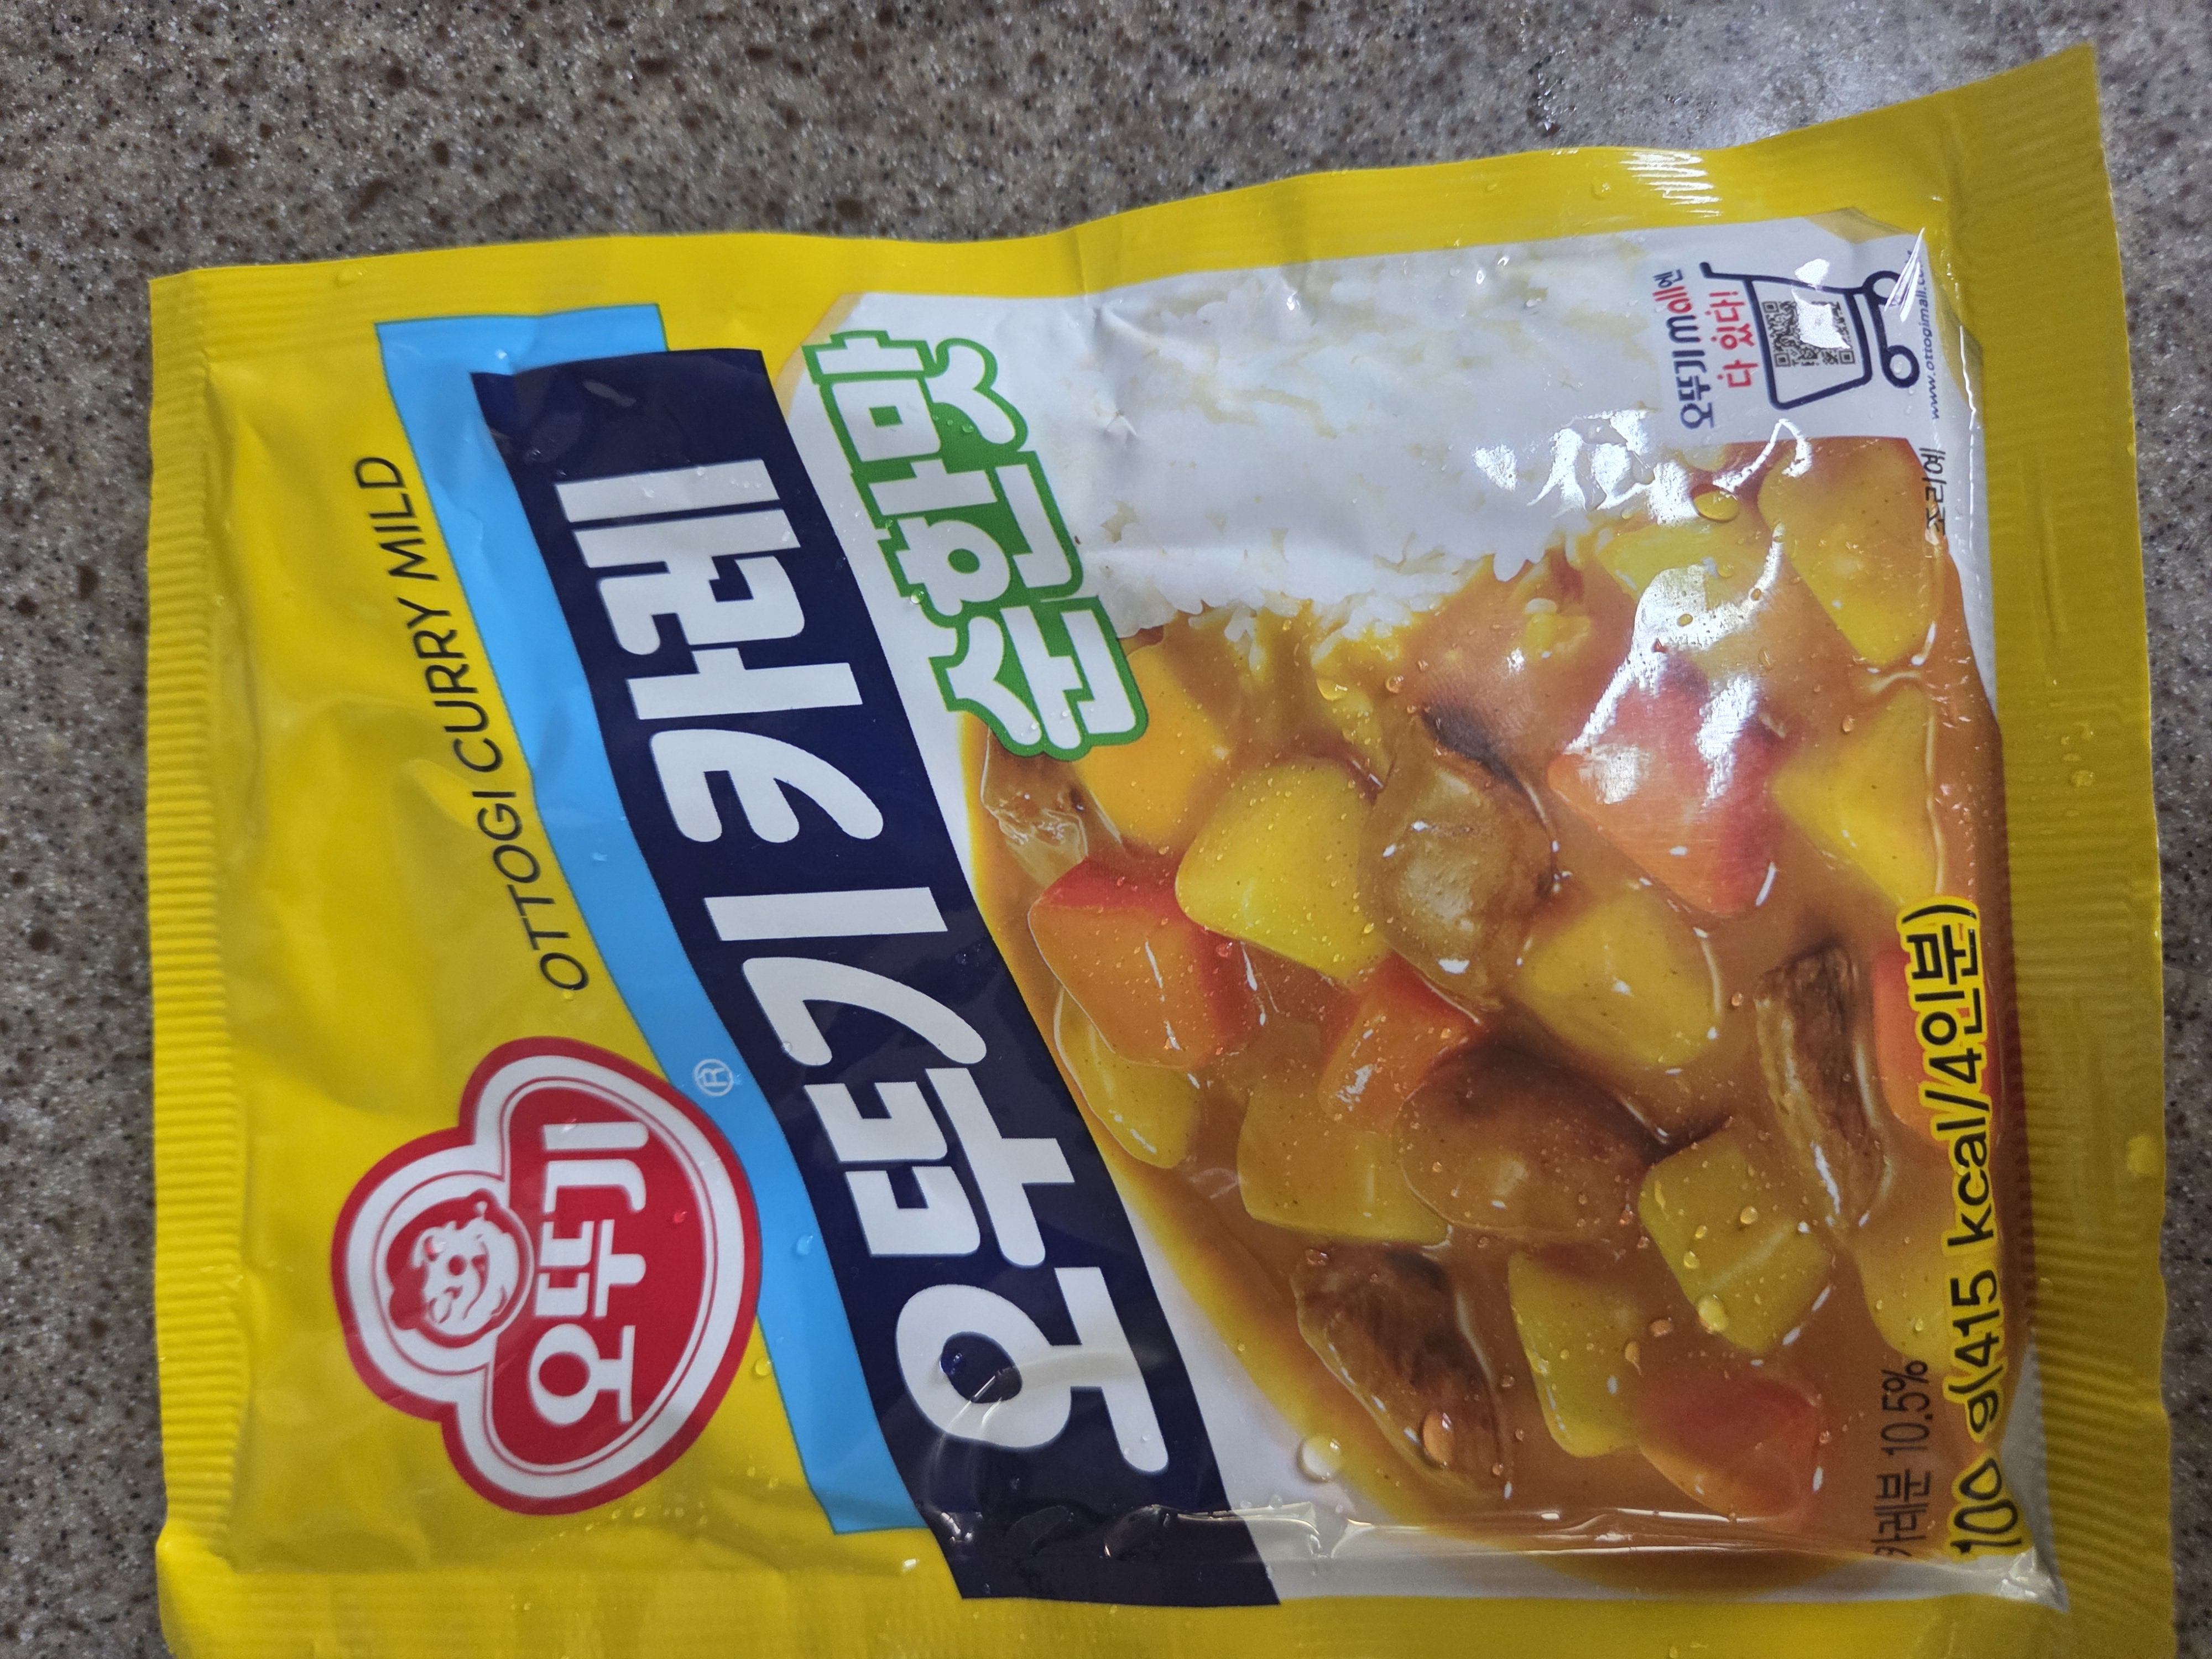 OTTOGI CURRY MILD
오뚜기
®
오뚜기 카레
순한맛
오뚜기mall엔
다 있다!
www.ottogimall.c
조리예
카레분 10.5%
100 g(415 kcal/4인분)